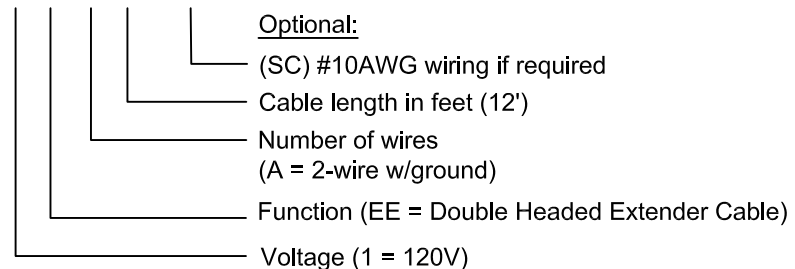 Optional:
(SC) #10AWG wiring if required
Cable length in feet (12')
Number of wires
(A = 2-wire w/ground)
Function (EE = Double Headed Extender Cable)
Voltage (1 = 120V)